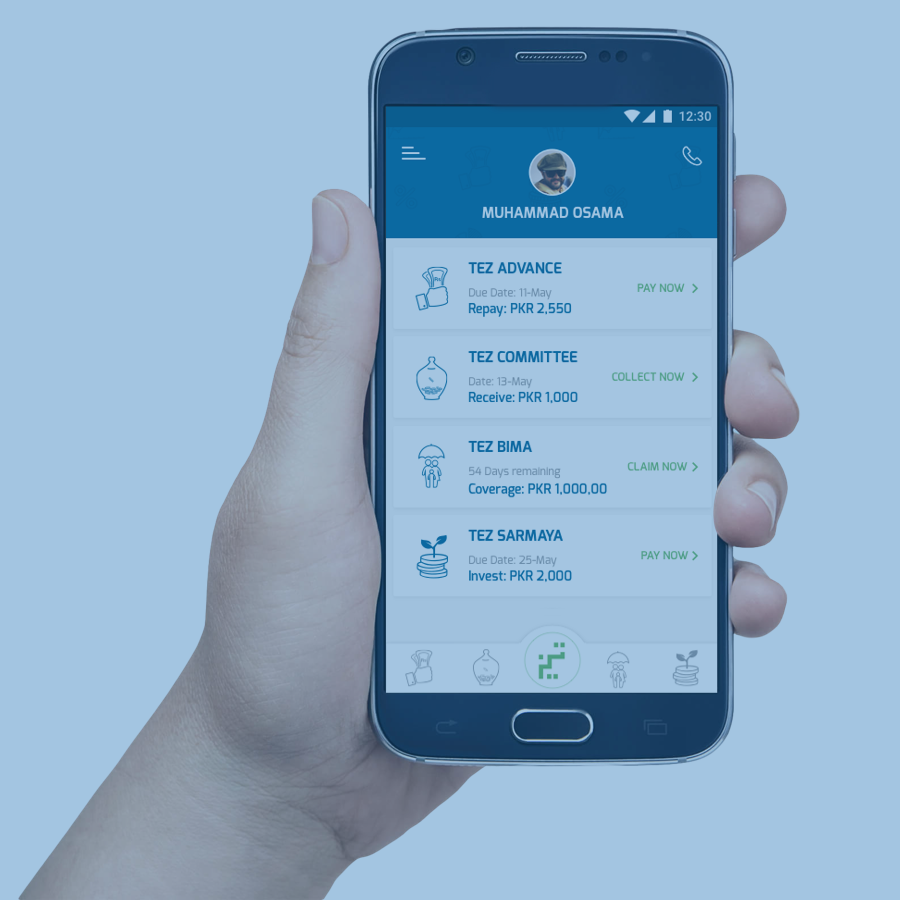 12:30
MUHAMMAD OSAMA
TEZ ADVANCE
Due Date: 11-May
Repay: PKR 2,550
PAY NOW
TEZ COMMITTEE
Date: 13-May
Receive: PKR 1,000
COLLECT NOW
TEZ BIMA
54 Days remaining
Coverage: PKR 1,000,00
CLAIM NOW
TEZ SARMAYA
Due Date: 25-May
Invest: PKR 2,000
PAY NOW